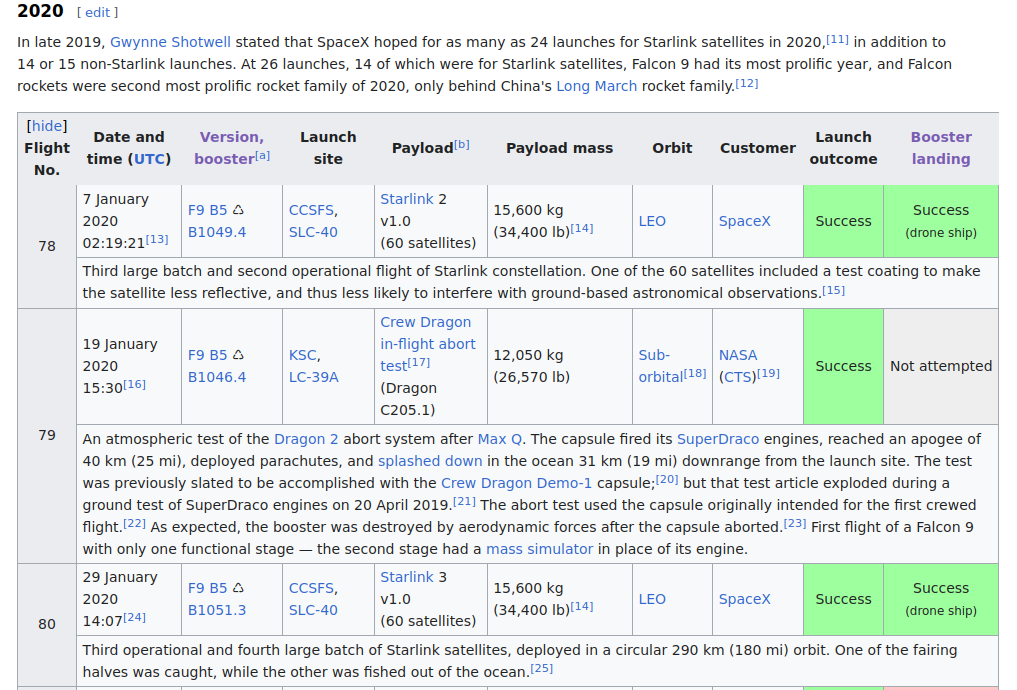 2020 [ edit ]
In late 2019, Gwynne Shotwell stated that SpaceX hoped for as many as 24 launches for Starlink satellites in 2020,[11] in addition to
14 or 15 non-Starlink launches. At 26 launches, 14 of which were for Starlink satellites, Falcon 9 had its most prolific year, and Falcon
rockets were second most prolific rocket family of 2020, only behind China's Long March rocket family.[12]
[hide]
Flight
No.
Date and
time (UTC)
Version,
booster[a]
Launch
site
Payload[b]
Payload mass
Orbit
Customer
Launch
outcome
Booster
landing
78
7 January
2020
02:19:21[13]
F9 B5 ♺
B1049.4
CCSFS,
SLC-40
Starlink 2
v1.0
(60 satellites)
15,600 kg
(34,400 lb)[14]
LEO
SpaceX
Success
Success
(drone ship)
Third large batch and second operational flight of Starlink constellation. One of the 60 satellites included a test coating to make
the satellite less reflective, and thus less likely to interfere with ground-based astronomical observations.[15]
79
19 January
2020
15:30[16]
F9 B5 ♺
B1046.4
KSC,
LC-39A
Crew Dragon
in-flight abort
test[17]
(Dragon
C205.1)
12,050 kg
(26,570 lb)
Sub-
orbital[18]
NASA
(CTS)[19]
Success
Not attempted
An atmospheric test of the Dragon 2 abort system after Max Q. The capsule fired its SuperDraco engines, reached an apogee of
40 km (25 mi), deployed parachutes, and splashed down in the ocean 31 km (19 mi) downrange from the launch site. The test
was previously slated to be accomplished with the Crew Dragon Demo-1 capsule;[20] but that test article exploded during a
ground test of SuperDraco engines on 20 April 2019.[21] The abort test used the capsule originally intended for the first crewed
flight.[22] As expected, the booster was destroyed by aerodynamic forces after the capsule aborted.[23] First flight of a Falcon 9
with only one functional stage — the second stage had a mass simulator in place of its engine.
80
29 January
2020
14:07[24]
F9 B5 ♺
B1051.3
CCSFS,
SLC-40
Starlink 3
v1.0
(60 satellites)
15,600 kg
(34,400 lb)[14]
LEO
SpaceX
Success
Success
(drone ship)
Third operational and fourth large batch of Starlink satellites, deployed in a circular 290 km (180 mi) orbit. One of the fairing
halves was caught, while the other was fished out of the ocean.[25]